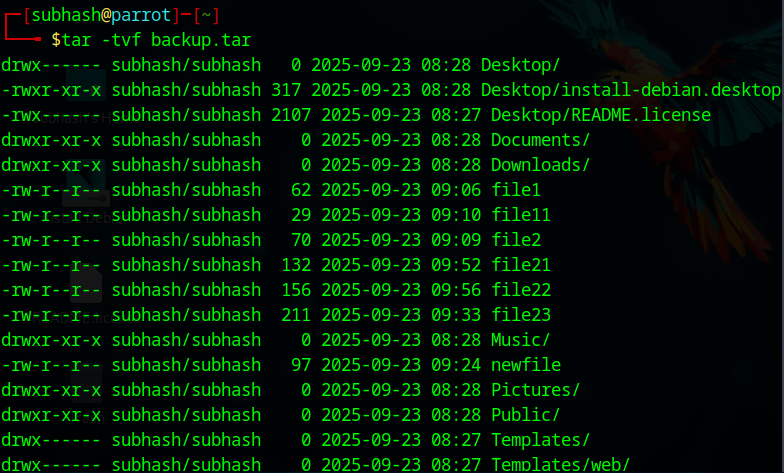 ┌─[subhash@parrot]─[~]
└──╼ $tar -tvf backup.tar
drwx------ subhash/subhash   0 2025-09-23 08:28 Desktop/
-rwxr-xr-x subhash/subhash 317 2025-09-23 08:28 Desktop/install-debian.desktop
-rwx------ subhash/subhash 2107 2025-09-23 08:27 Desktop/README.license
drwxr-xr-x subhash/subhash    0 2025-09-23 08:28 Documents/
drwxr-xr-x subhash/subhash    0 2025-09-23 08:28 Downloads/
-rw-r--r-- subhash/subhash   62 2025-09-23 09:06 file1
-rw-r--r-- subhash/subhash   29 2025-09-23 09:10 file11
-rw-r--r-- subhash/subhash   70 2025-09-23 09:09 file2
-rw-r--r-- subhash/subhash  132 2025-09-23 09:52 file21
-rw-r--r-- subhash/subhash  156 2025-09-23 09:56 file22
-rw-r--r-- subhash/subhash  211 2025-09-23 09:33 file23
drwxr-xr-x subhash/subhash    0 2025-09-23 08:28 Music/
-rw-r--r-- subhash/subhash   97 2025-09-23 09:24 newfile
drwxr-xr-x subhash/subhash    0 2025-09-23 08:28 Pictures/
drwxr-xr-x subhash/subhash    0 2025-09-23 08:28 Public/
drwx------ subhash/subhash    0 2025-09-23 08:27 Templates/
drwx------ subhash/subhash    0 2025-09-23 08:27 Templates/web/